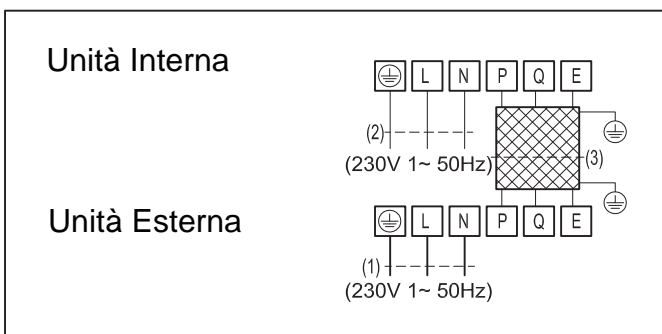 Unità Interna
L N P Q E
(2)
(230V 1~ 50Hz)
(3)
Unità Esterna
L N P Q E
(1)
(230V 1~ 50Hz)